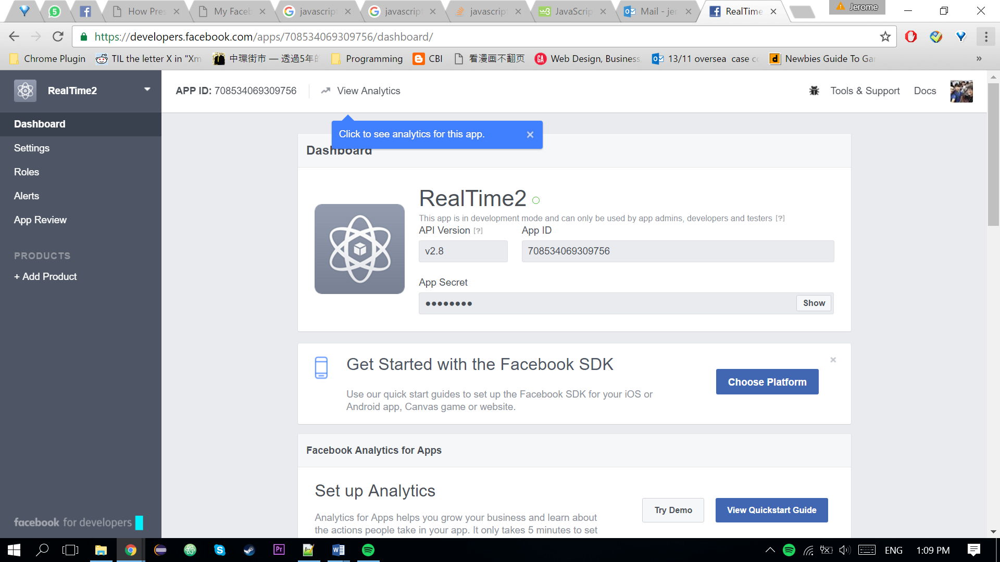 5
How Pres
My Faceb
javascript
javascript
javascript
JavaScrip
Mail - jer
RealTime
Jerome
https://developers.facebook.com/apps/708534069309756/dashboard/
Chrome Plugin
TIL the letter X in "Xm
中環街市 — 透過5年的
Programming
CBI
看漫画不翻页
GA
Web Design, Business
13/11 oversea case co
Newbies Guide To Gar
»
RealTime2
APP ID: 708534069309756
View Analytics
Tools & Support
Docs
Dashboard
Settings
Roles
Alerts
App Review
PRODUCTS
+ Add Product
facebook for developers
Click to see analytics for this app.
Dashboard
RealTime2
This app is in development mode and can only be used by app admins, developers and testers [?]
API Version [?]
App ID
v2.8
708534069309756
App Secret
●●●●●●●●
Show
Get Started with the Facebook SDK
Use our quick start guides to set up the Facebook SDK for your iOS or
Android app, Canvas game or website.
Choose Platform
Facebook Analytics for Apps
Set up Analytics
Analytics for Apps helps you grow your business and learn about
the actions people take in your app. It only takes 5 minutes to set
Try Demo
View Quickstart Guide
Pr
ENG
1:09 PM